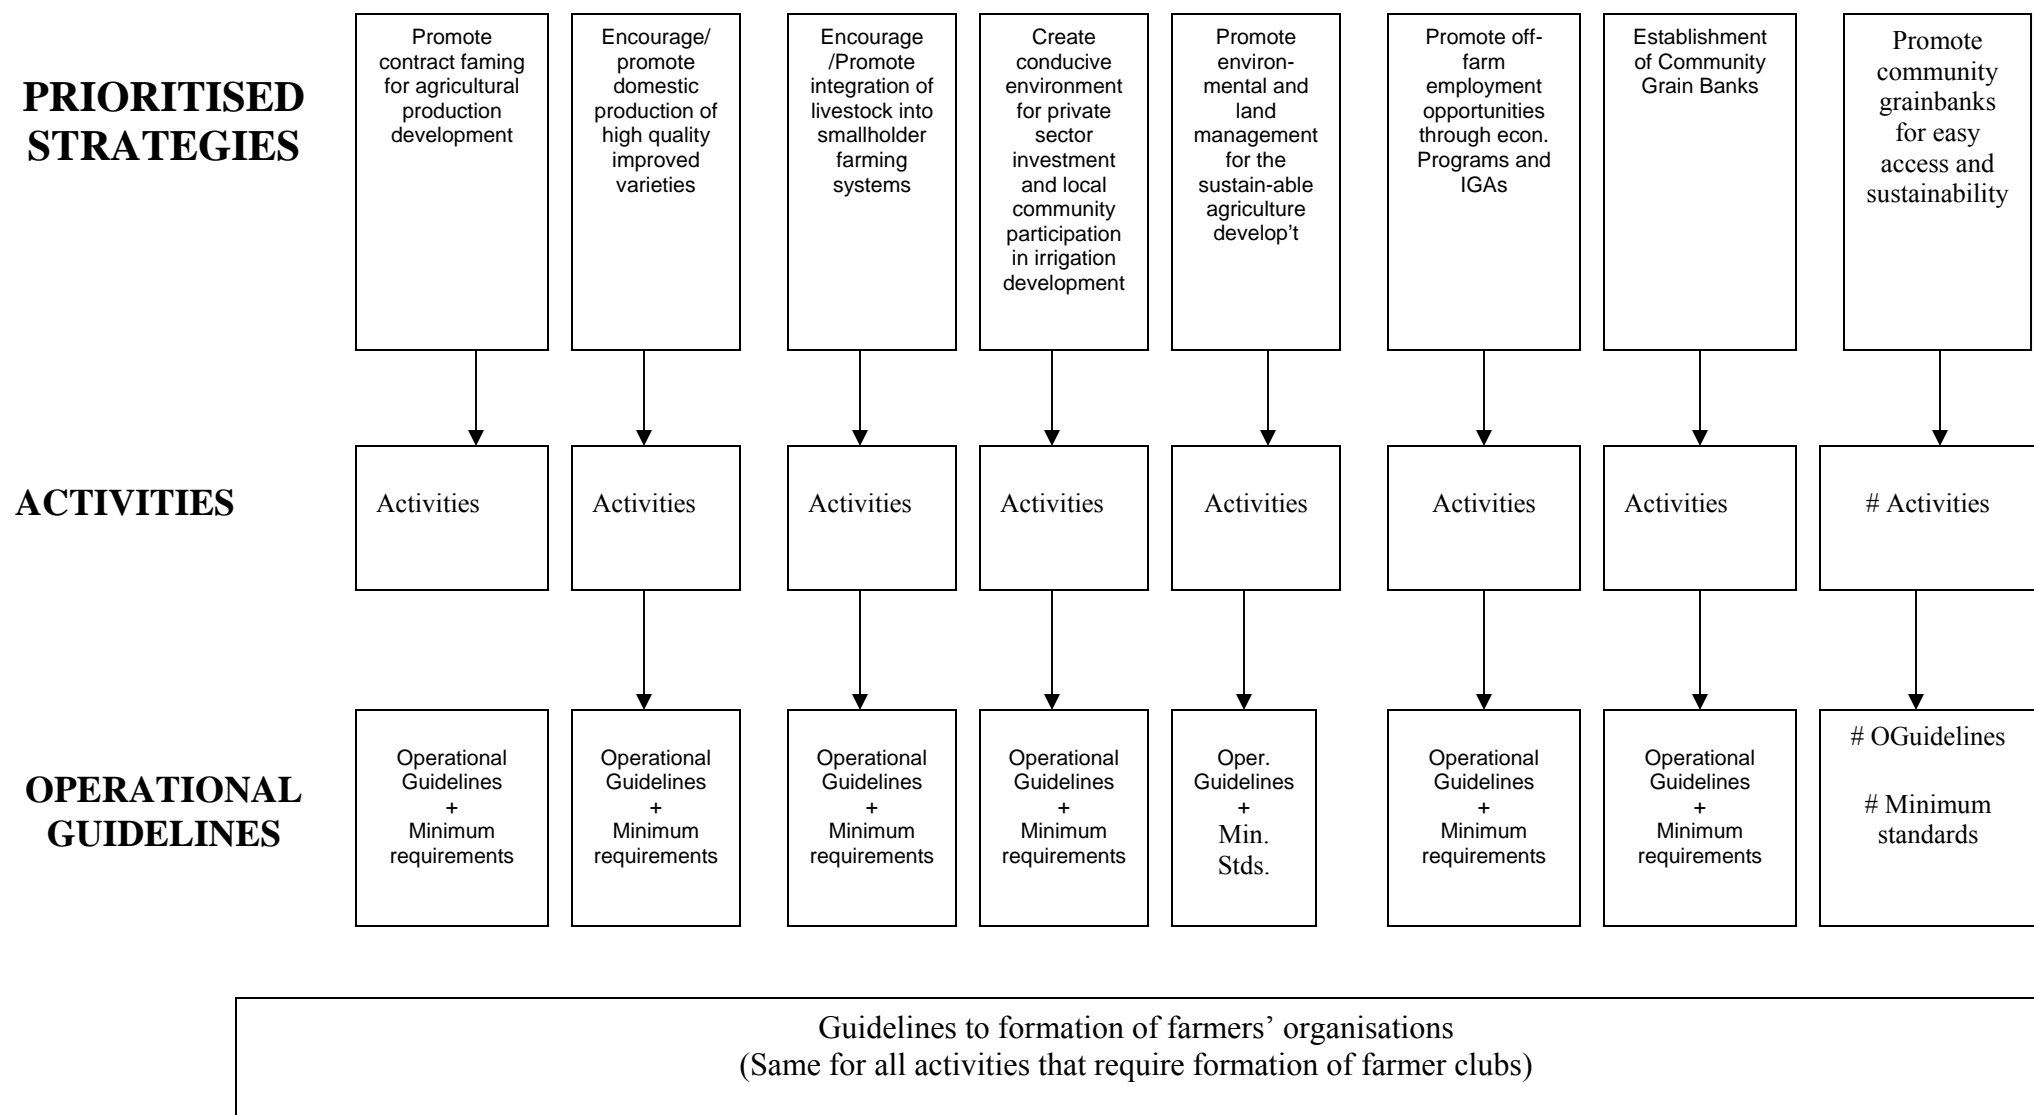 PRIORITISED
STRATEGIES
Promote
contract faming
for agricultural
production
development
Encourage/
promote
domestic
production of
high quality
improved
varieties
Encourage
/Promote
integration of
livestock into
smallholder
farming
systems
Create
conducive
environment
for private
sector
investment
and local
community
participation
in irrigation
development
Promote
environ-
mental and
land
management
for the
sustain-able
agriculture
develop’t
Promote off-
farm
employment
opportunities
through econ.
Programs and
IGAs
Establishment
of Community
Grain Banks
Promote
community
grainbanks
for easy
access and
sustainability
ACTIVITIES
Activities
Activities
Activities
Activities
Activities
Activities
Activities
# Activities
OPERATIONAL
GUIDELINES
Operational
Guidelines
+
Minimum
requirements
Operational
Guidelines
+
Minimum
requirements
Operational
Guidelines
+
Minimum
requirements
Operational
Guidelines
+
Minimum
requirements
Oper.
Guidelines
+
Min.
Stds.
Operational
Guidelines
+
Minimum
requirements
Operational
Guidelines
+
Minimum
requirements
# OGuidelines
# Minimum
standards
Guidelines to formation of farmers’ organisations
(Same for all activities that require formation of farmer clubs)